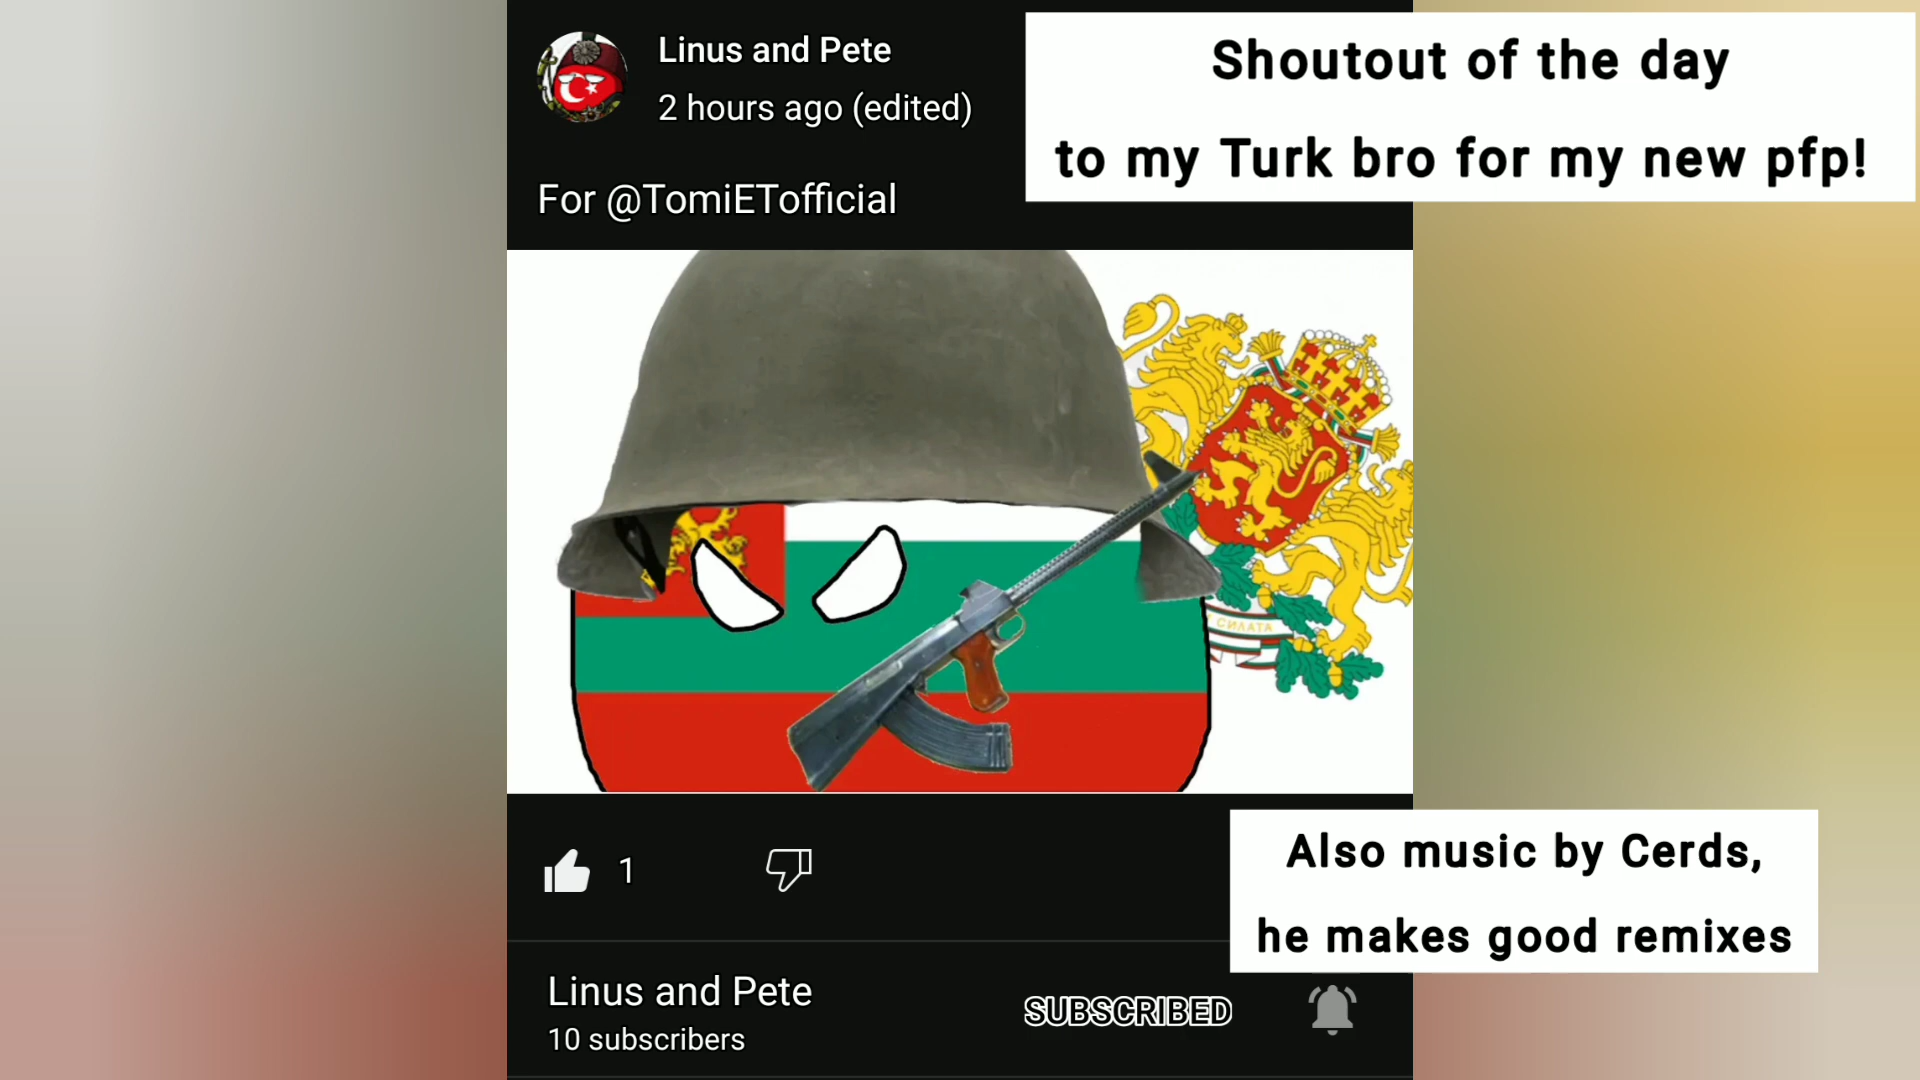 Linus and Pete
2 hours ago (edited)
Shoutout of the day
to my Turk bro for my new pfp!
For @TomiETofficial
СИЛАТА
1
Also music by Cerds,
he makes good remixes
Linus and Pete
10 subscribers
SUBSCRIBED